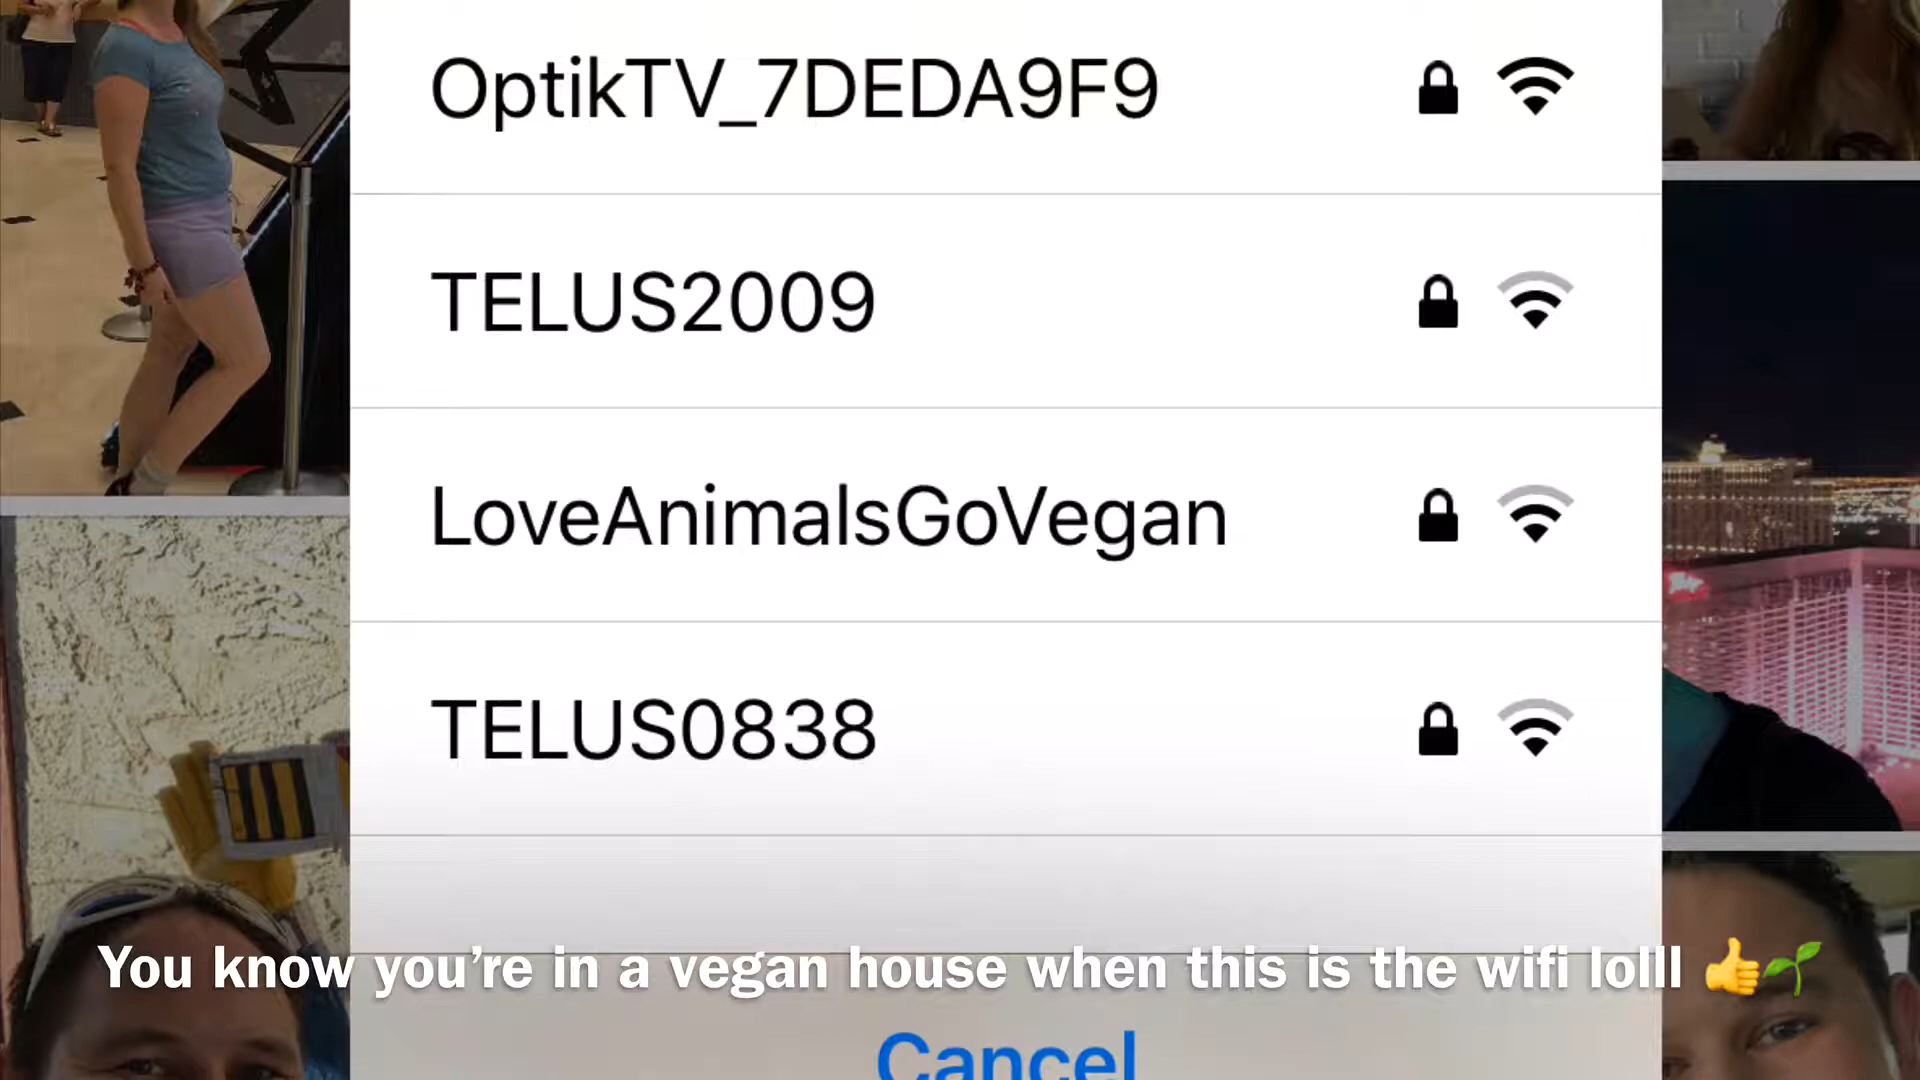 OptikTV_7DEDA9F9
TELUS2009
LoveAnimalsGoVegan
TELUS0838
You know you’re in a vegan house when this is the wifi lolll 👍🌱
Cancel